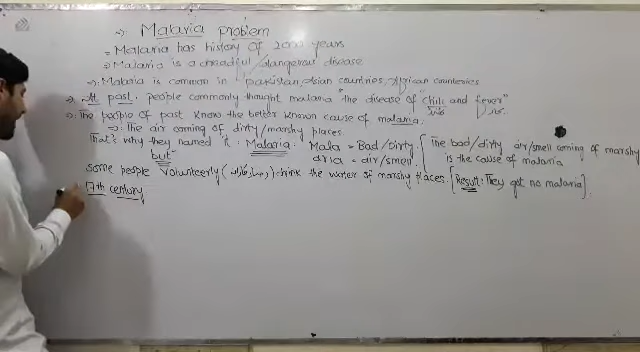 -> Malaria problem
= Malaria has history of 2000 years
-> Malaria is a dreadful/dangerous disease
-> Malaria is common in Pakistan, Asian countries, African countries
-> At past: people commonly thought malaria "the disease of chill and fever"
-> The people of past know the better known cause of malaria.
=> The air coming of dirty/marshy places.
That's why they named it: Malaria: Mala = Bad/Dirty.
aria = air/smell.
The bad/dirty air/smell coming of marshy
is the cause of malaria
but
Some people volunteerly ( ) drink the water of marshy places. [Result: They got no malaria].
17th century